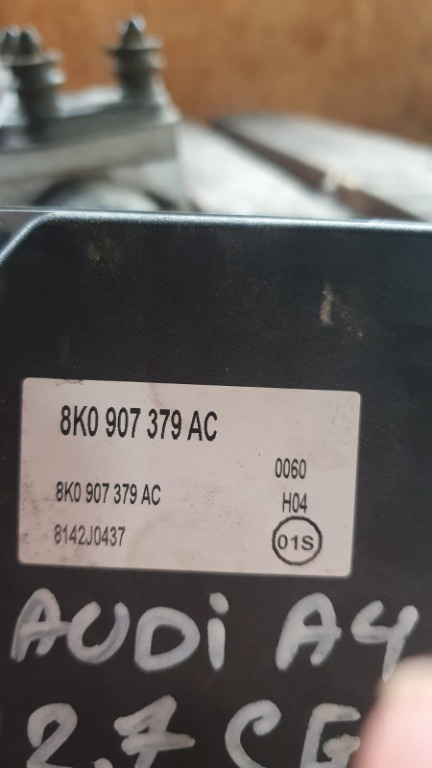 8K0 907 379 AC
0060
8K0 907 379 AC
H04
8142J0437
01S
AUDi A4
2.7 CG